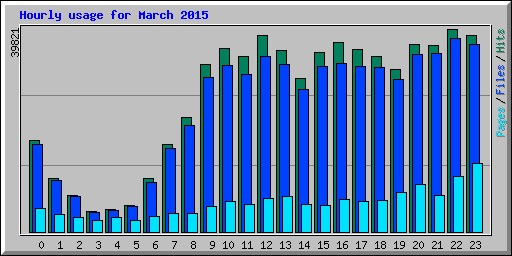 Hourly usage for March 2015
39821
Pages / Files / Hits
0 1 2 3 4 5 6 7 8 9 10 11 12 13 14 15 16 17 18 19 20 21 22 23